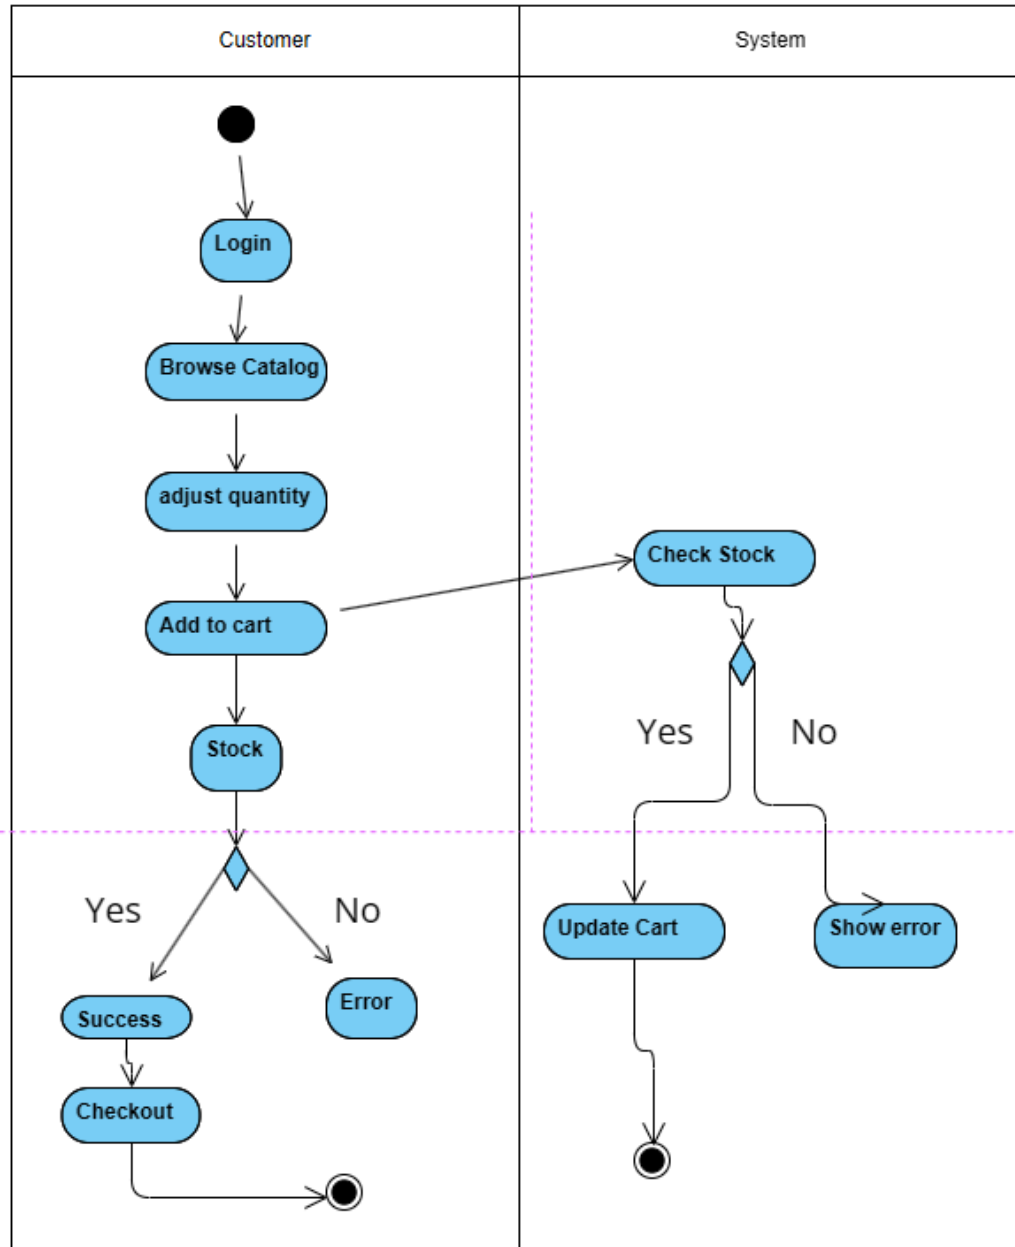 Customer
System
Login
Browse Catalog
adjust quantity
Check Stock
Add to cart
Stock
Yes
No
Yes
No
Update Cart
Show error
Success
Error
Checkout